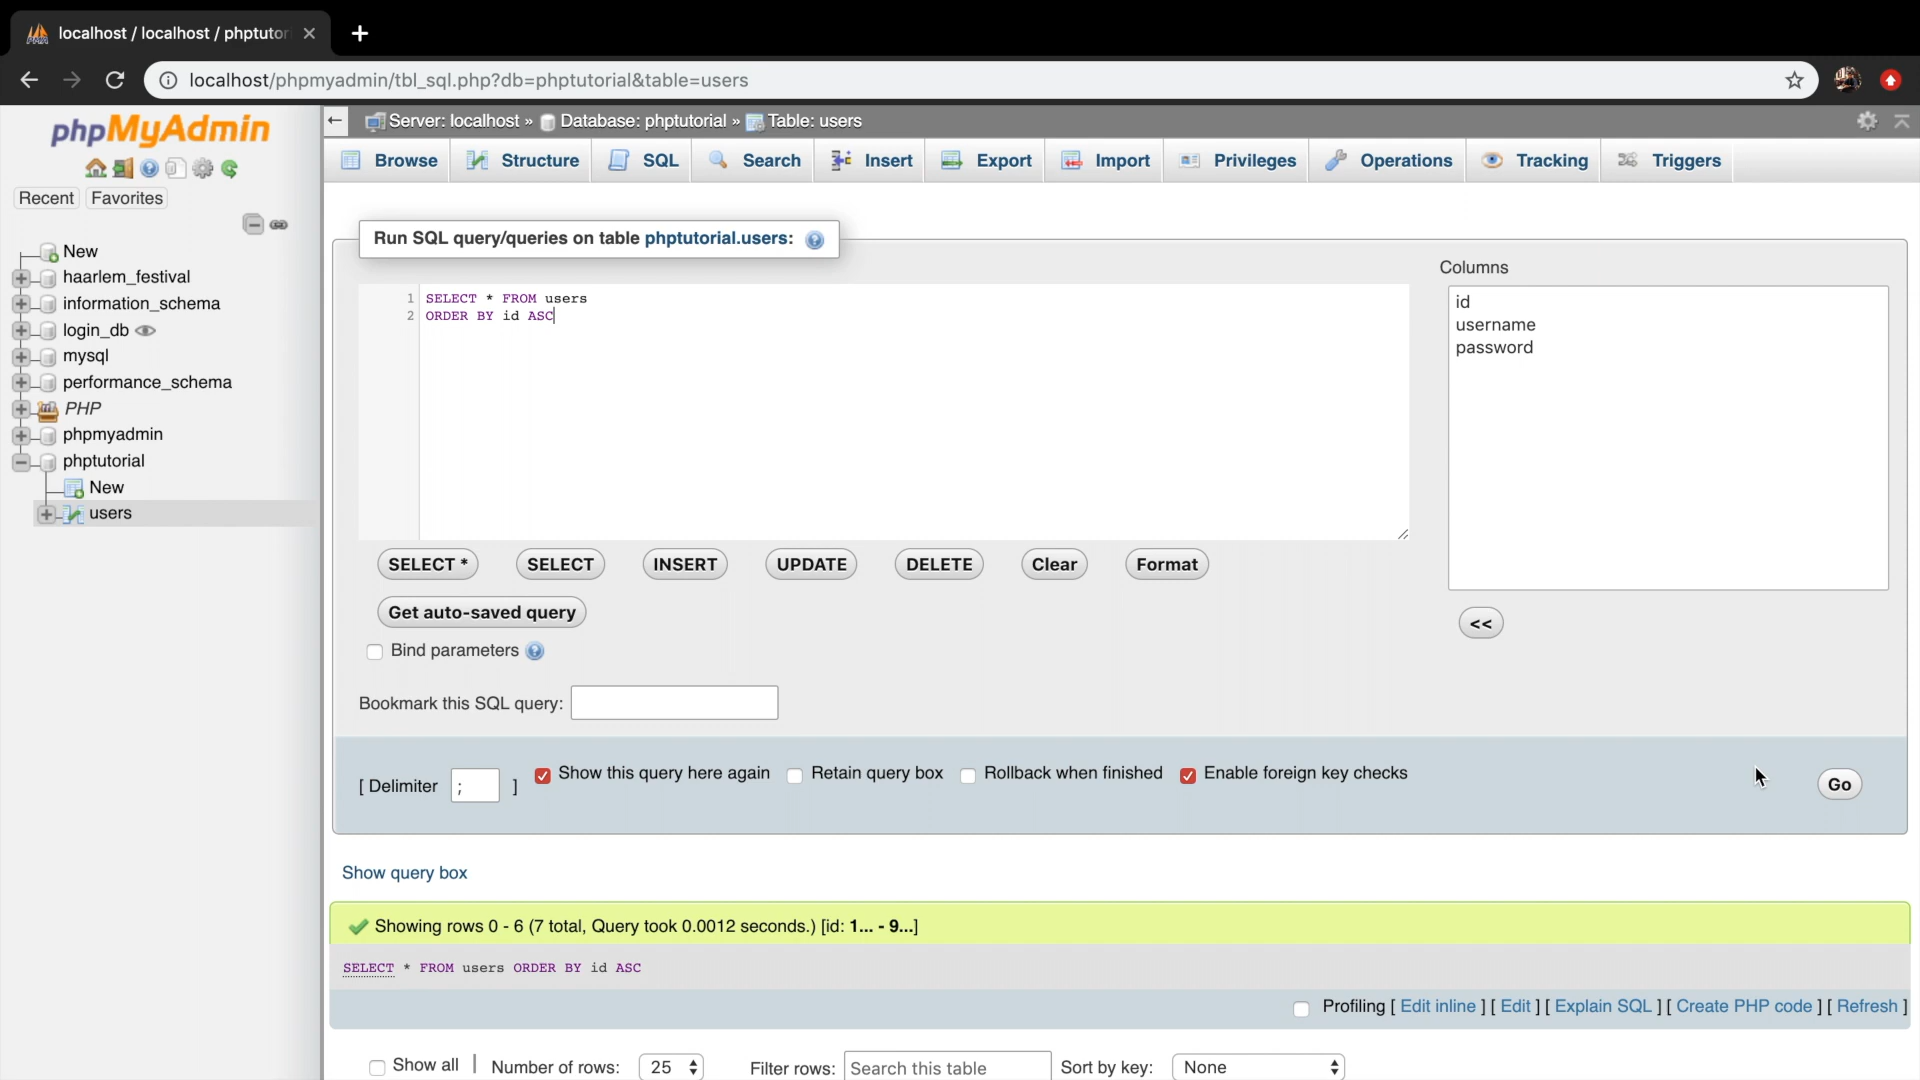 localhost / localhost / phptutor
localhost/phpmyadmin/tbl_sql.php?db=phptutorial&table=users
phpMyAdmin
Recent
Favorites
New
haarlem_festival
information_schema
login_db
mysql
performance_schema
PHP
phpmyadmin
phptutorial
New
users
Server: localhost » Database: phptutorial » Table: users
Browse Structure SQL Search Insert Export Import Privileges Operations Tracking Triggers
Run SQL query/queries on table phptutorial.users:
1 SELECT * FROM users
2 ORDER BY id ASC
Columns
id
username
password
SELECT * SELECT INSERT UPDATE DELETE Clear Format
Get auto-saved query
<<
Bind parameters
Bookmark this SQL query:
[ Delimiter ; ] Show this query here again Retain query box Rollback when finished Enable foreign key checks
Go
Show query box
Showing rows 0 - 6 (7 total, Query took 0.0012 seconds.) [id: 1... - 9...]
SELECT * FROM users ORDER BY id ASC
Profiling [ Edit inline ] [ Edit ] [ Explain SQL ] [ Create PHP code ] [ Refresh ]
Show all | Number of rows: 25 Filter rows: Search this table Sort by key: None